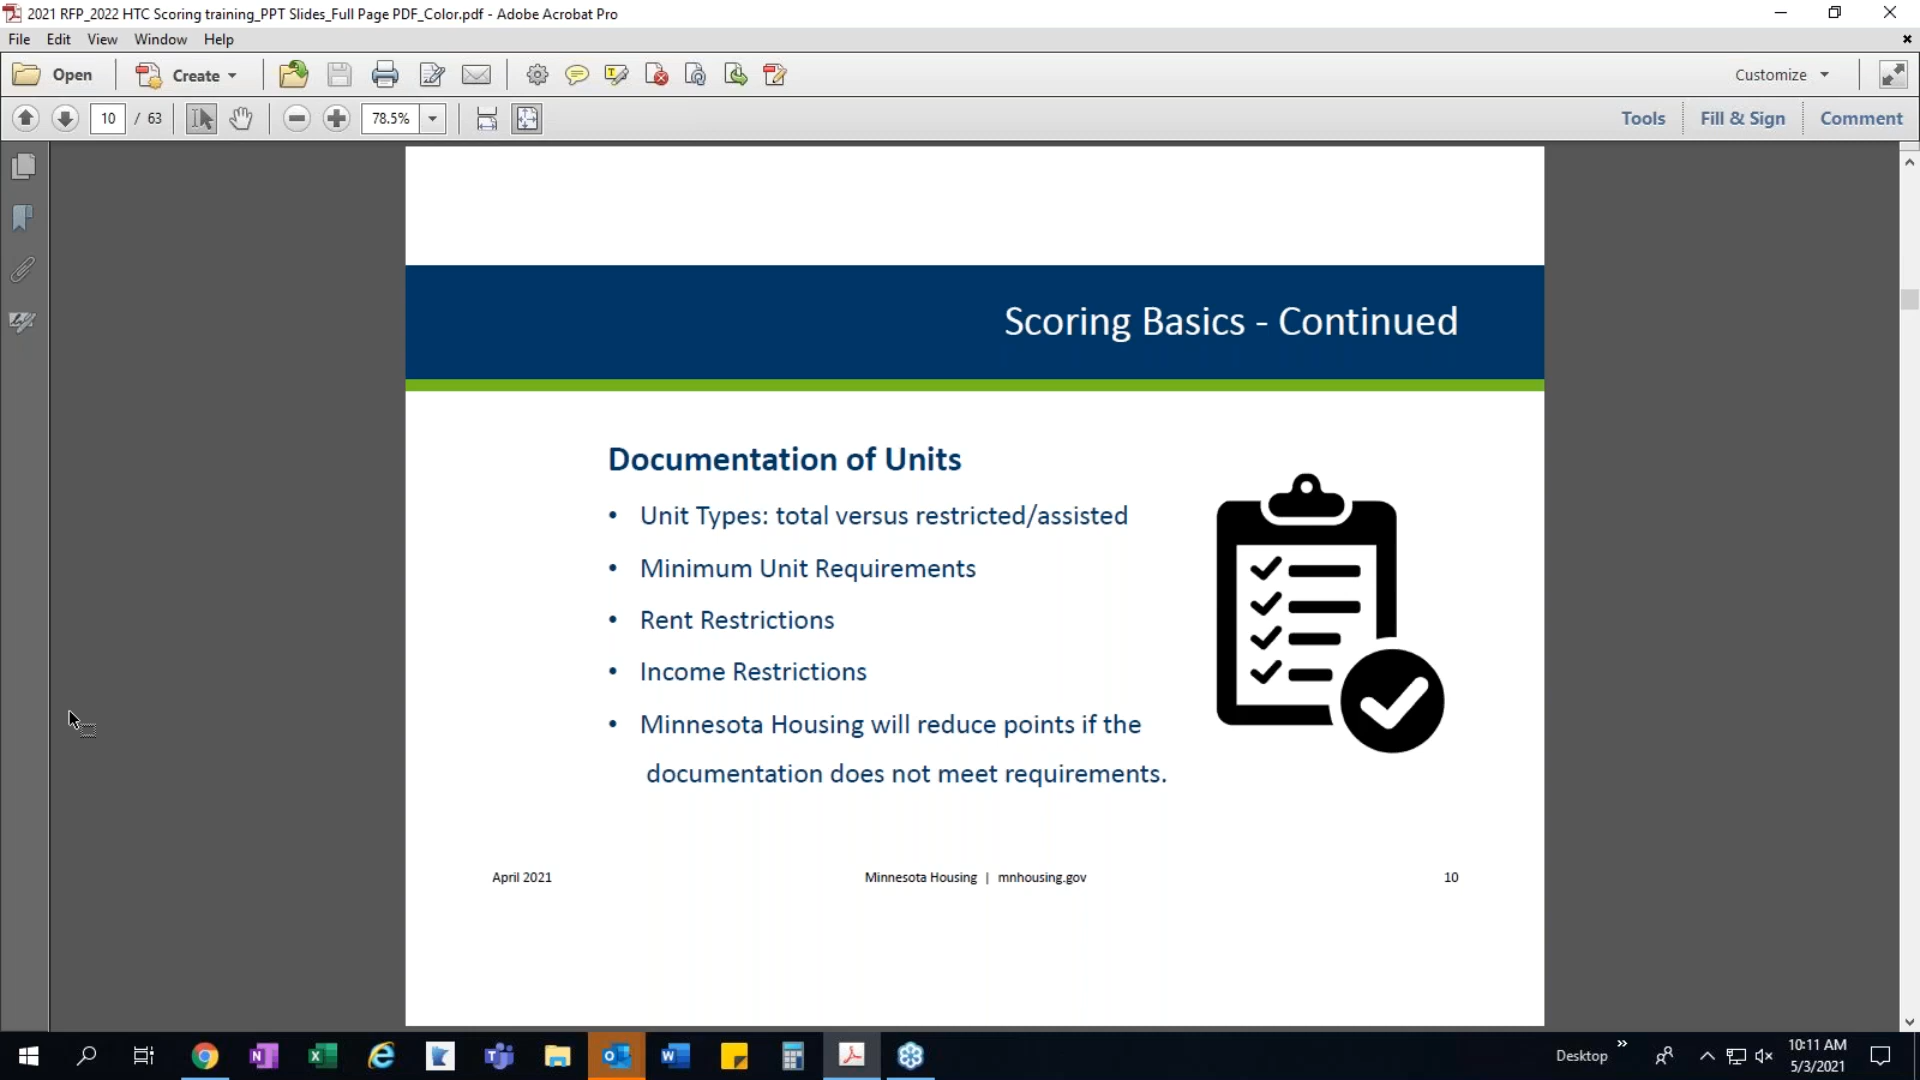 2021 RFP_2022 HTC Scoring training_PPT Slides_Full Page PDF_Color.pdf - Adobe Acrobat Pro
File Edit View Window Help
Open Create Customize
10 / 63 78.5% Tools Fill & Sign Comment
Scoring Basics - Continued
Documentation of Units
• Unit Types: total versus restricted/assisted
• Minimum Unit Requirements
• Rent Restrictions
• Income Restrictions
• Minnesota Housing will reduce points if the
documentation does not meet requirements.
April 2021 Minnesota Housing | mnhousing.gov 10
Desktop
10:11 AM
5/3/2021